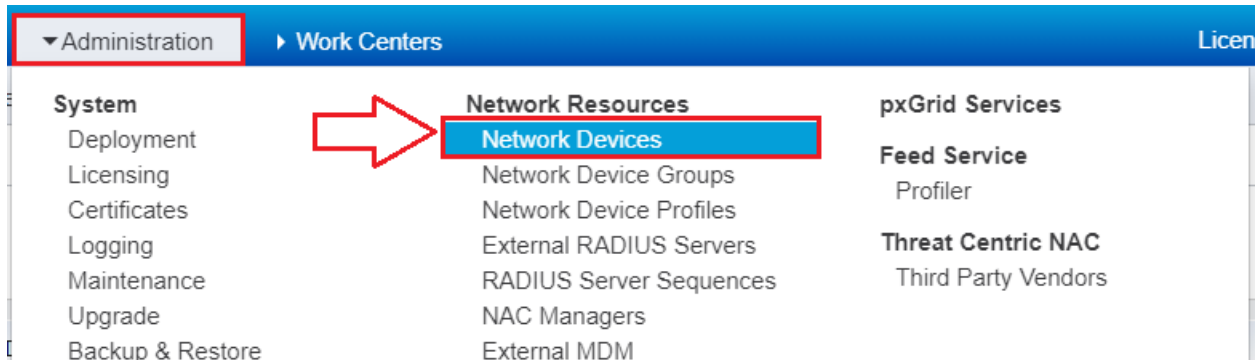 Administration
Work Centers
Licen
System
Deployment
Licensing
Certificates
Logging
Maintenance
Upgrade
Backup & Restore
Network Resources
Network Devices
Network Device Groups
Network Device Profiles
External RADIUS Servers
RADIUS Server Sequences
NAC Managers
External MDM
pxGrid Services
Feed Service
Profiler
Threat Centric NAC
Third Party Vendors